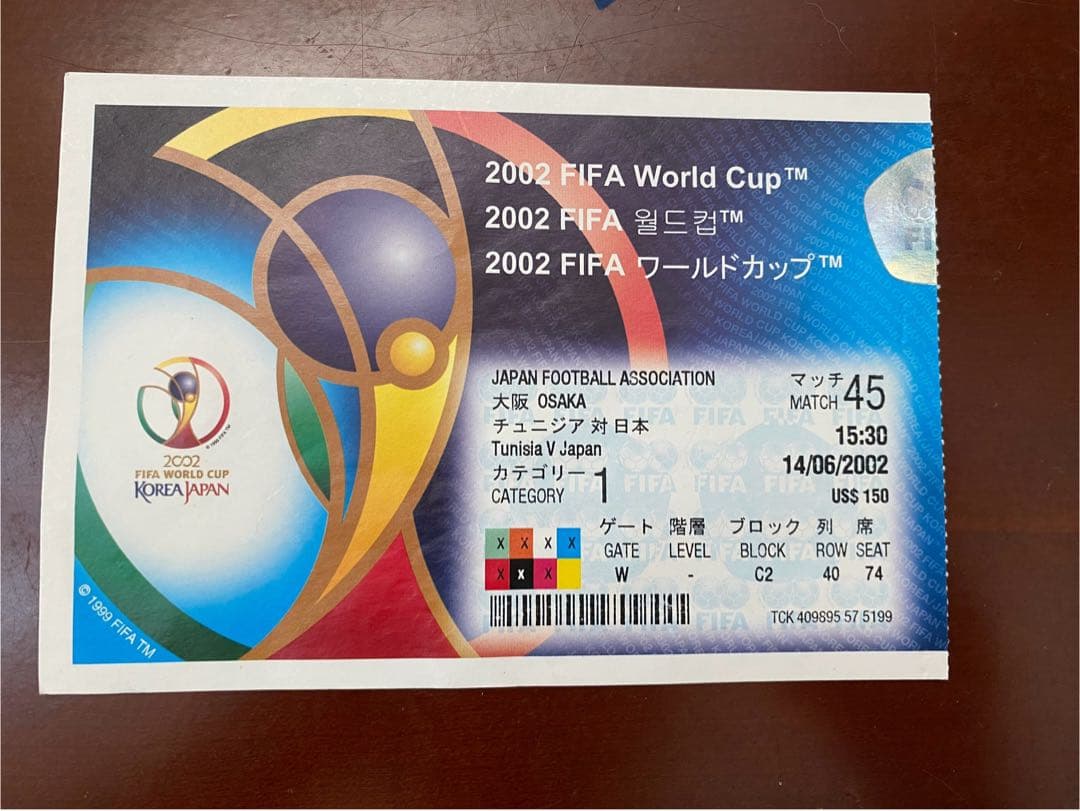 2002 FIFA World Cup™
2002 FIFA 월드컵™
2002 FIFA ワールドカップ™
JAPAN FOOTBALL ASSOCIATION
大阪 OSAKA
チュニジア 対 日本
Tunisia V Japan
カテゴリー 1
CATEGORY
マッチ 45
MATCH
15:30
14/06/2002
US$ 150
ゲート 階層 ブロック 列 席
GATE LEVEL BLOCK ROW SEAT
W - C2 40 74
X X X X
X X X
TCK 409895 57 5199
© 1999 FIFA TM
2002
FIFA WORLD CUP
KOREA JAPAN
© 1999 FIFA TM